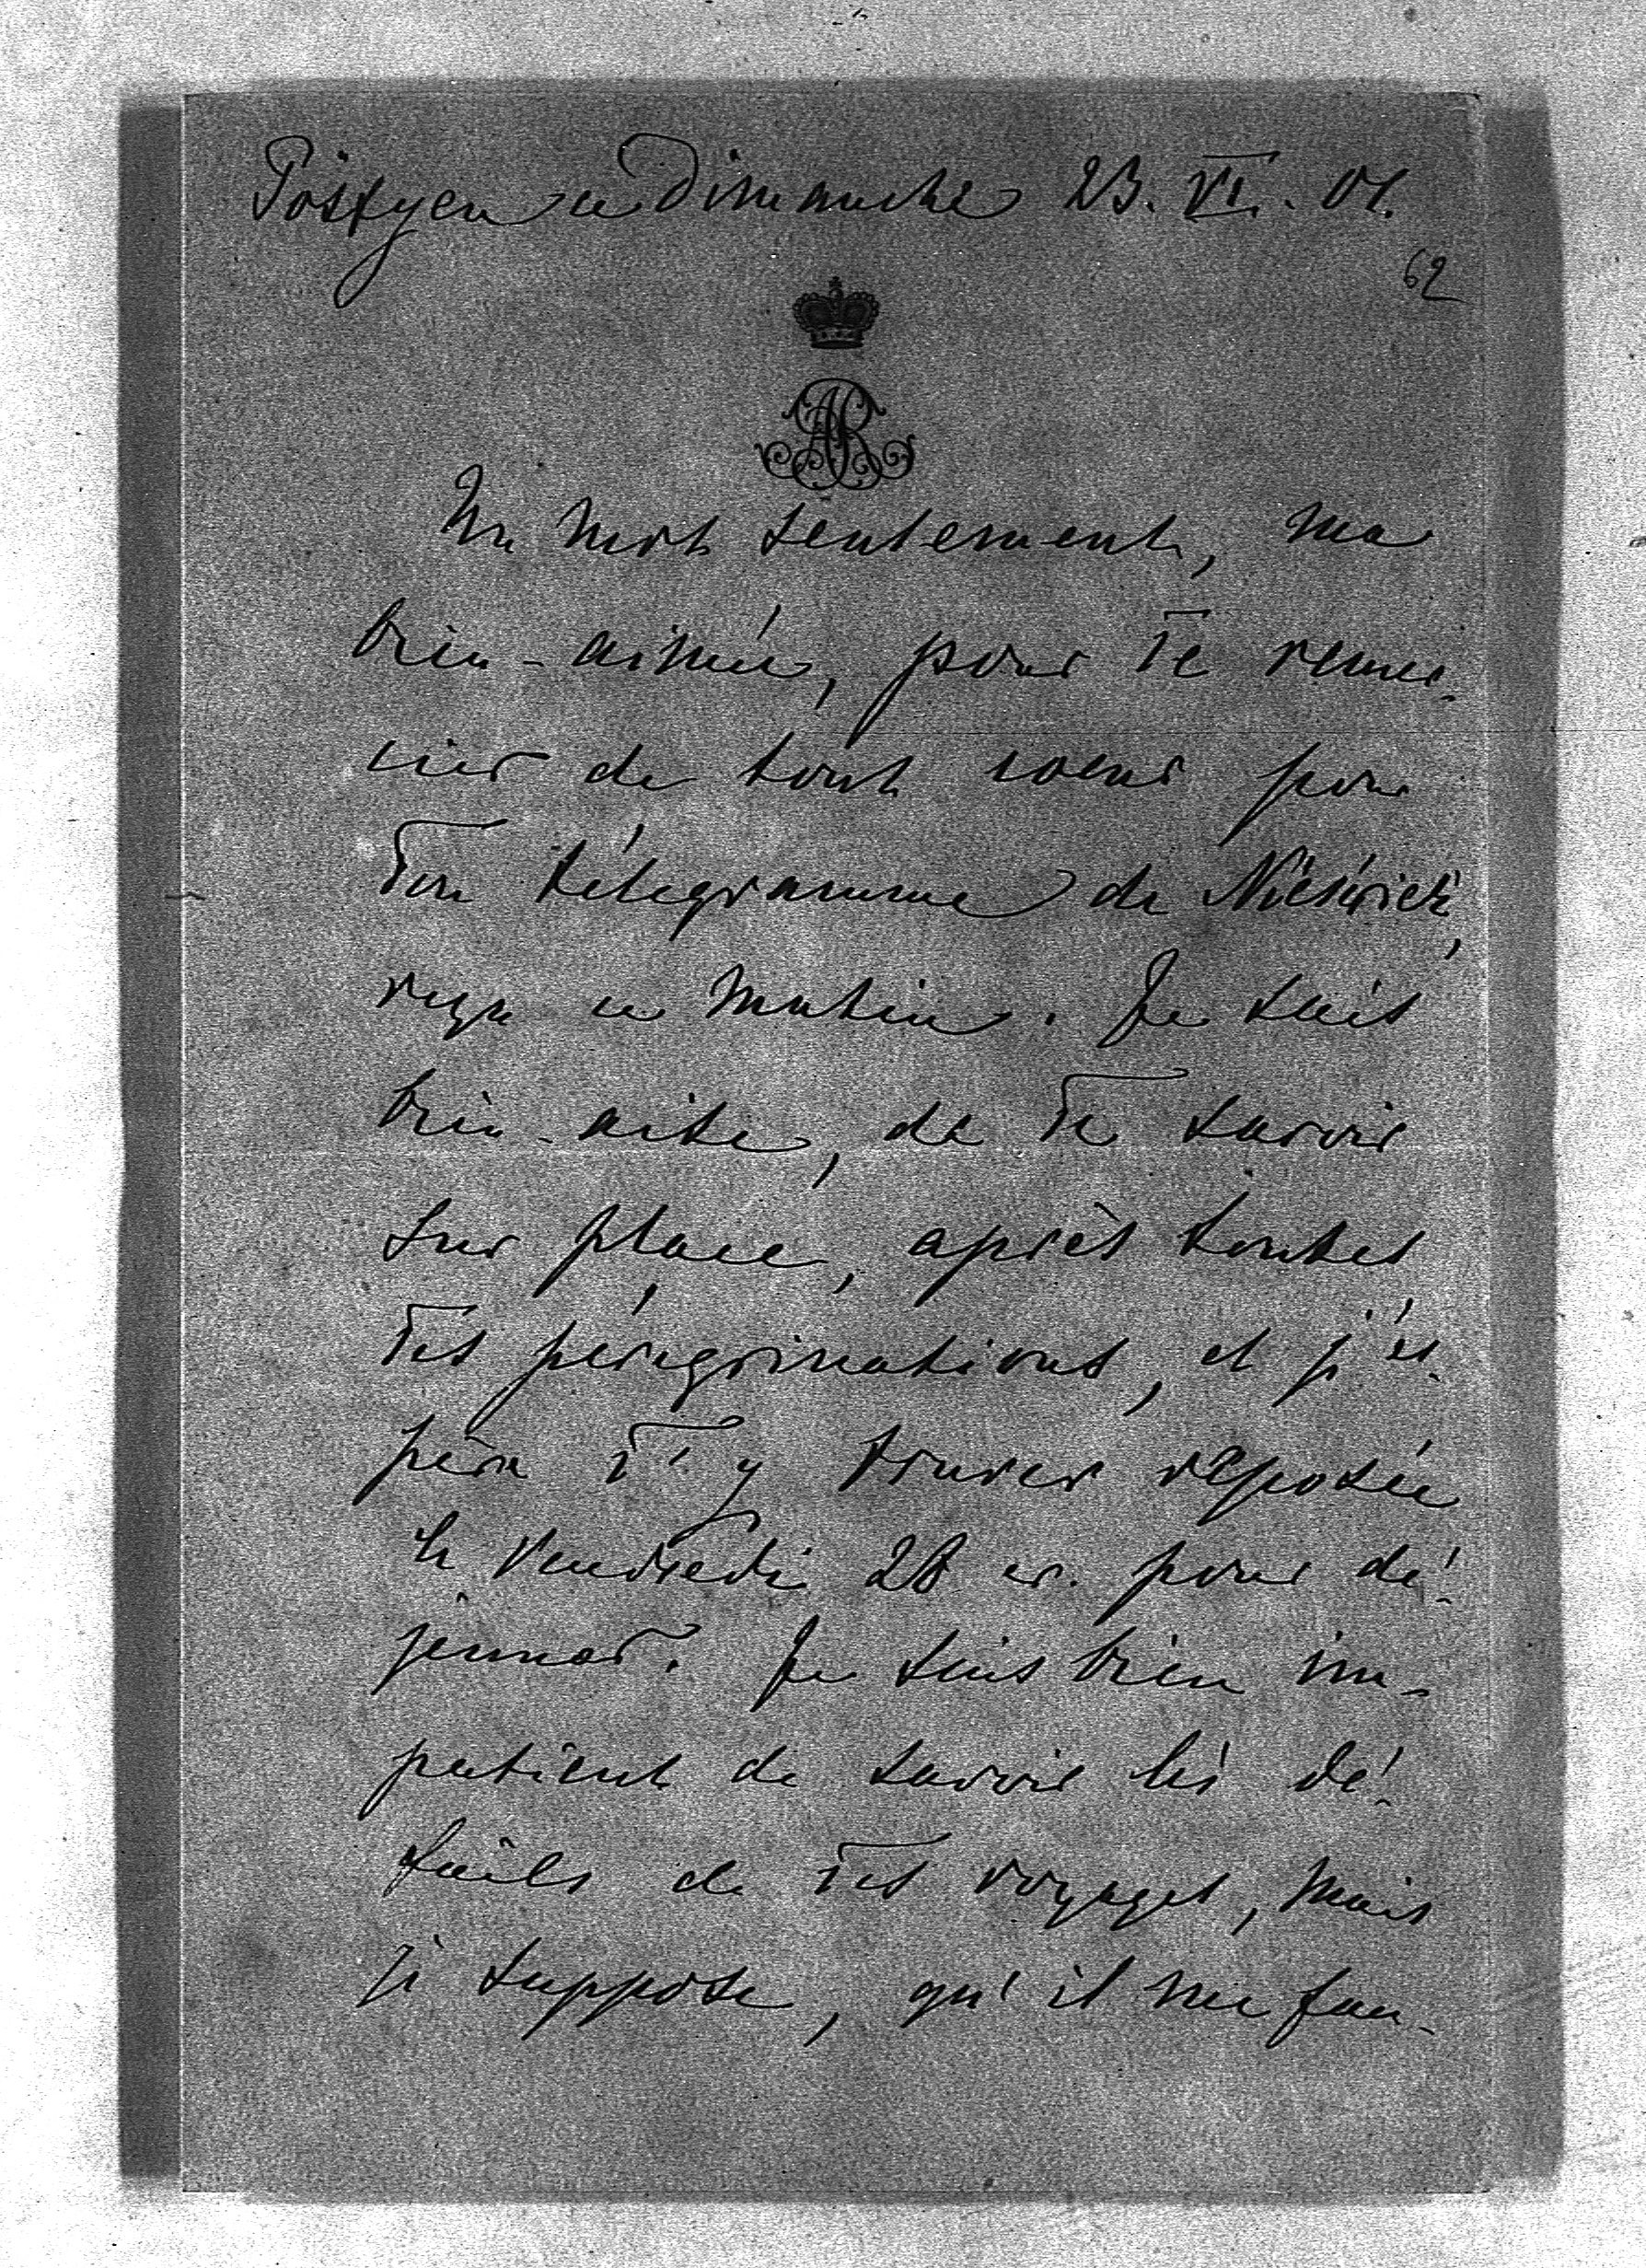 Pöstyen ce Dimanche 23. VI. 01.
62
Un mot seulement, ma
bien-aimée, pour Te remer-
cier de tout coeur pour
Ton télégramme de
reçu ce matin. Je suis
bien-aise, de Te savoir
sur place, après toutes
Tes pérégrinations, et j'es-
père T'y trouver reposée
le Vendredi 28 cr. pour dé-
jeuner. Je suis bien im-
patient de savoir les dé-
tails de Tes voyages, mais
je suppose, qu'il me fau-